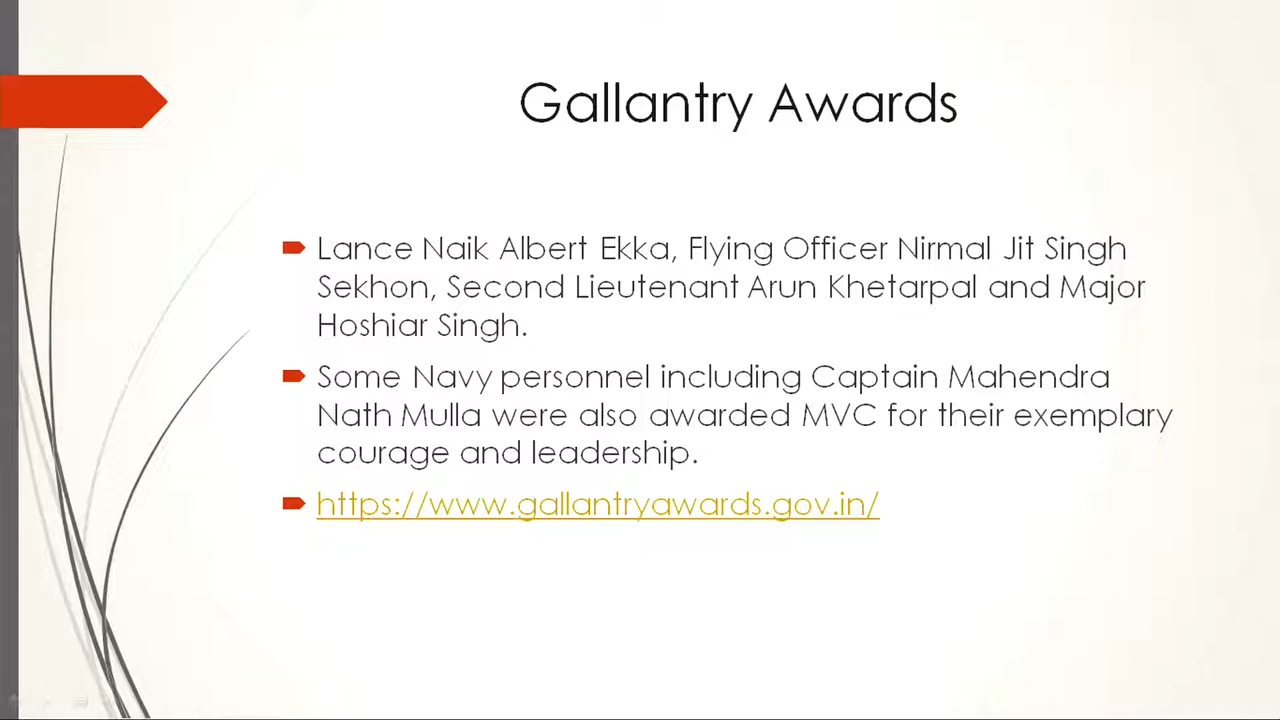 Gallantry Awards
Lance Naik Albert Ekka, Flying Officer Nirmal Jit Singh
Sekhon, Second Lieutenant Arun Khetarpal and Major
Hoshiar Singh.
Some Navy personnel including Captain Mahendra
Nath Mulla were also awarded MVC for their exemplary
courage and leadership.
https://www.gallantryawards.gov.in/